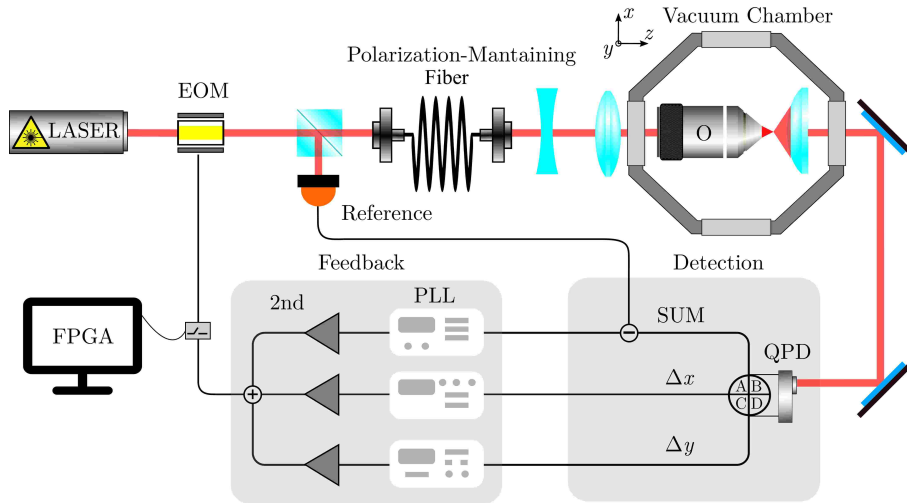 Vacuum Chamber
x
y
z
Polarization-Mantaining
Fiber
EOM
LASER
O
Reference
Feedback
Detection
2nd
PLL
SUM
FPGA
QPD
Δx
A B
C D
Δy